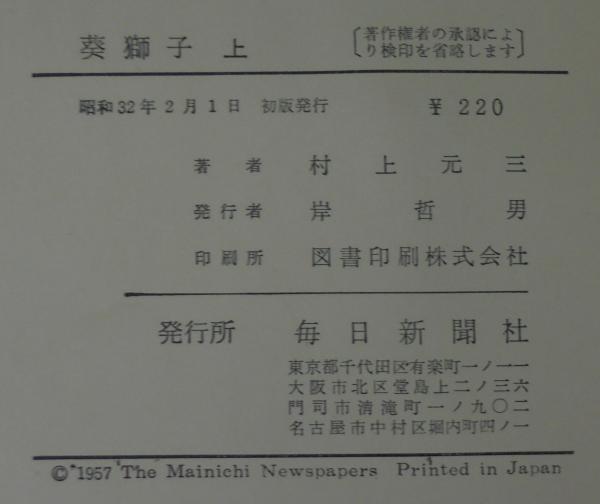 葵獅子 上
著作権者の承認によ
り検印を省略します
昭和32年2月1日 初版発行 ¥ 220
著者 村上元三
発行者 岸哲男
印刷所 図書印刷株式会社
発行所 毎日新聞社
東京都千代田区有楽町一ノ一一
大阪市北区堂島上二ノ三六
門司市清滝町一ノ九〇二
名古屋市中村区堀内町四ノ一
© 1957 The Mainichi Newspapers Printed in Japan